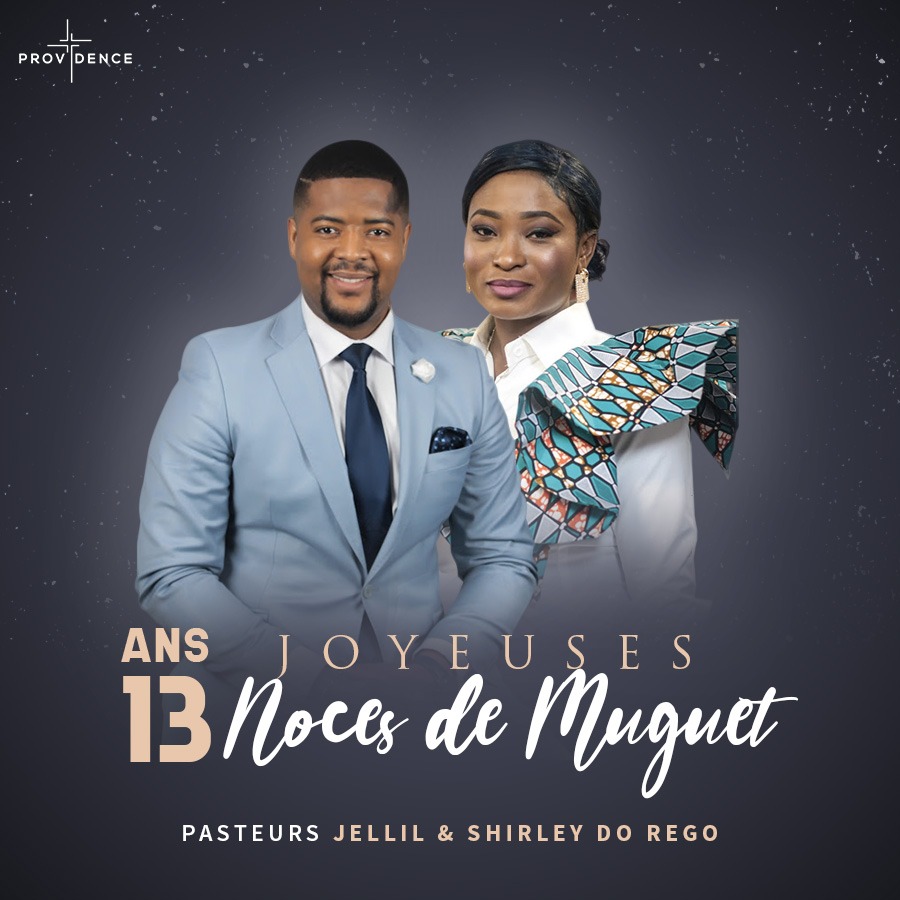 PROVIDENCE
ANS
13
JOYEUSES
Noces de Muguet
PASTEURS JELLIL & SHIRLEY DO REGO